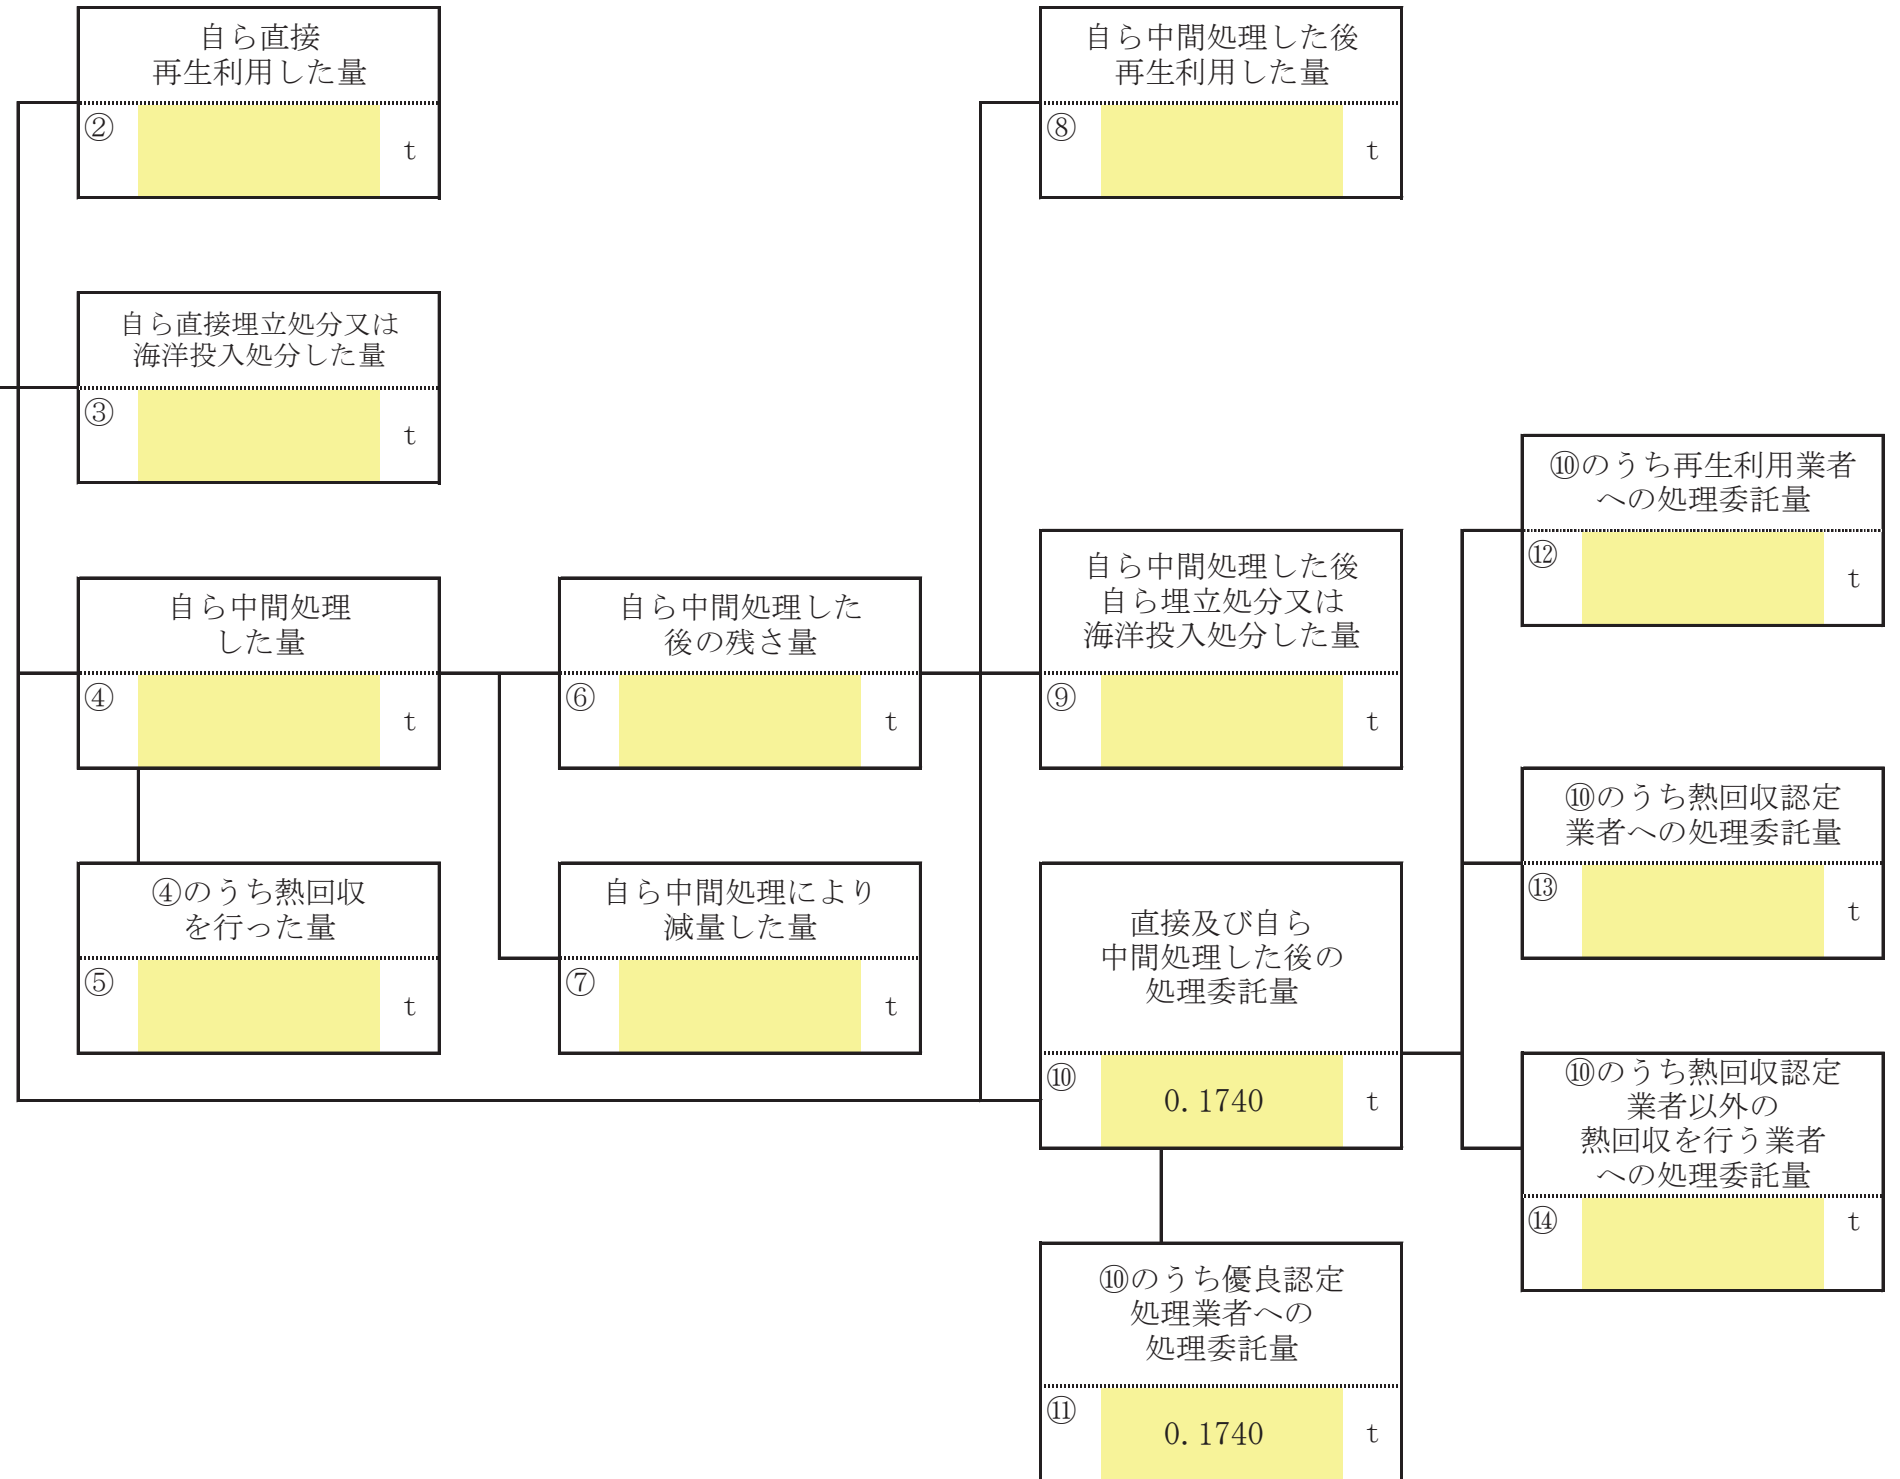 自ら直接
再生利用した量
②
t
自ら中間処理した後
再生利用した量
⑧
t
自ら直接埋立処分又は
海洋投入処分した量
③
t
⑩のうち再生利用業者
への処理委託量
⑫
t
自ら中間処理
した量
④
t
自ら中間処理した
後の残さ量
⑥
t
自ら中間処理した後
自ら埋立処分又は
海洋投入処分した量
⑨
t
⑩のうち熱回収認定
業者への処理委託量
⑬
t
④のうち熱回収
を行った量
⑤
t
自ら中間処理により
減量した量
⑦
t
直接及び自ら
中間処理した後の
処理委託量
⑩
0.1740
t
⑩のうち熱回収認定
業者以外の
熱回収を行う業者
への処理委託量
⑭
t
⑩のうち優良認定
処理業者への
処理委託量
⑪
0.1740
t